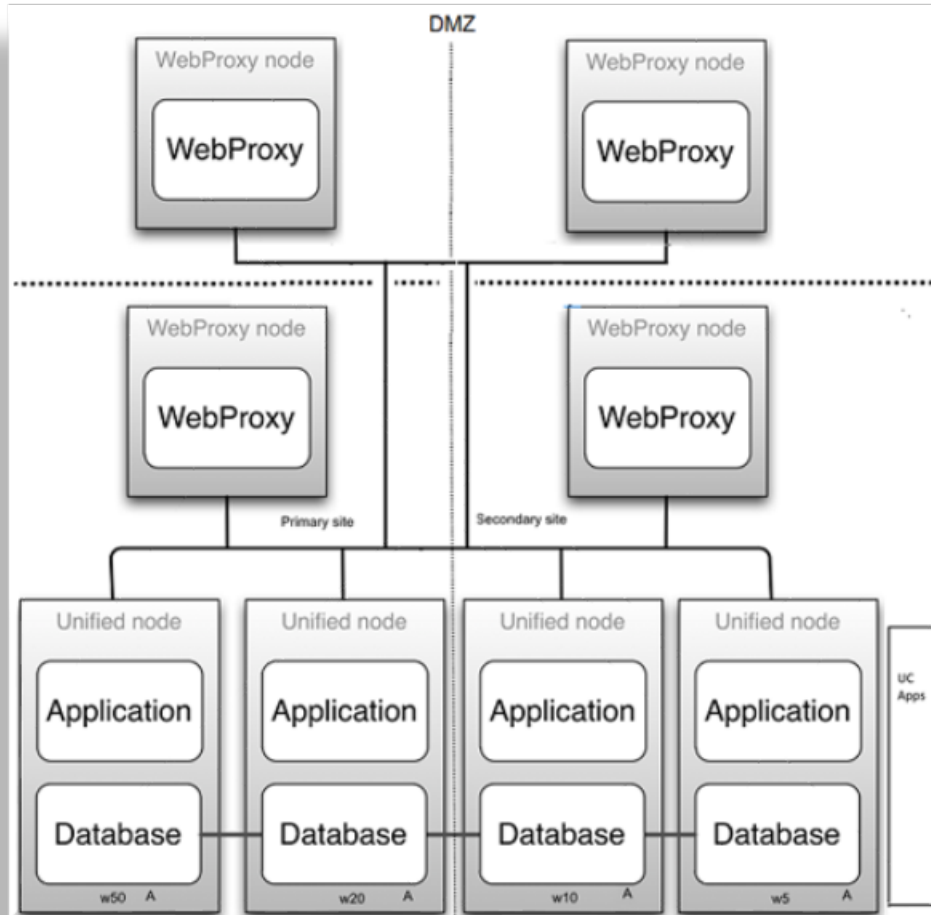 DMZ
WebProxy node
WebProxy node
WebProxy
WebProxy
WebProxy node
WebProxy node
WebProxy
WebProxy
Primary site
Secondary site
Unified node
Unified node
Unified node
Unified node
Application
Application
Application
Application
UC
Apps
Database
Database
Database
Database
w50 A
w20 A
w10 A
w5 A